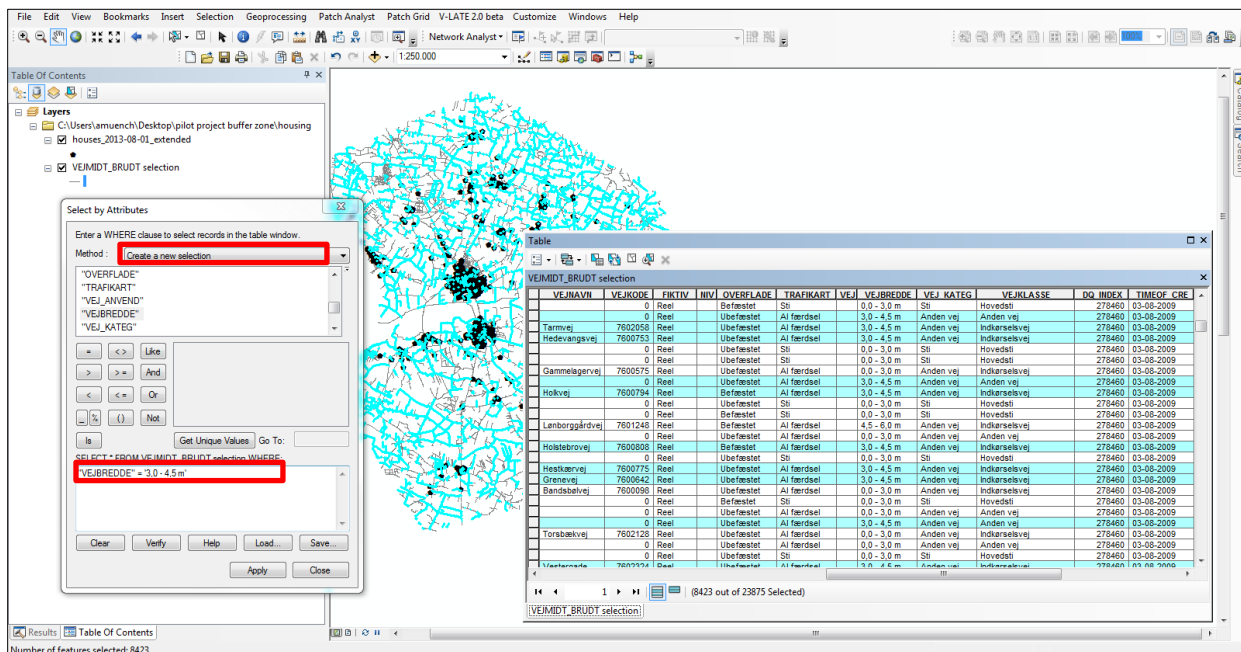 File Edit View Bookmarks Insert Selection Geoprocessing Patch Analyst Patch Grid V-LATE 2.0 beta Customize Windows Help
Network Analyst
1:250.000
100%
Table Of Contents
Layers
C:\Users\amuench\Desktop\pilot project buffer zone\housing
houses_2013-08-01_extended
VEJMIDT_BRUDT selection
Select by Attributes
Enter a WHERE clause to select records in the table window.
Method : Create a new selection
"OVERFLADE"
"TRAFIKART"
"VEJ_ANVEND"
"VEJBREDDE"
"VEJ_KATEG"
= < > Like
> > = And
< < = Or
_ % ( ) Not
Is Get Unique Values Go To:
SELECT * FROM VEJMIDT_BRUDT selection WHERE:
"VEJBREDDE" = '3,0 - 4,5 m'
Clear Verify Help Load... Save...
Apply Close
Table
VEJMIDT_BRUDT selection
VEJNAVN VEJKODE FIKTIV NIV OVERFLADE TRAFIKART VEJ VEJBREDDE VEJ_KATEG VEJKLASSE DQ_INDEX TIMEOF_CRE
0 Reel Befæstet Sti 0,0 - 3,0 m Sti Hovedsti 278460 03-08-2009
0 Reel Ubefæstet Al færdsel 3,0 - 4,5 m Anden vej Anden vej 278460 03-08-2009
Tarmvej 7602058 Reel Ubefæstet Al færdsel 3,0 - 4,5 m Anden vej Indkørselsvej 278460 03-08-2009
Hedevangsvej 7600753 Reel Ubefæstet Al færdsel 3,0 - 4,5 m Anden vej Indkørselsvej 278460 03-08-2009
0 Reel Ubefæstet Sti 0,0 - 3,0 m Sti Hovedsti 278460 03-08-2009
0 Reel Ubefæstet Sti 0,0 - 3,0 m Sti Hovedsti 278460 03-08-2009
Gammelagervej 7600575 Reel Ubefæstet Al færdsel 0,0 - 3,0 m Anden vej Indkørselsvej 278460 03-08-2009
0 Reel Ubefæstet Al færdsel 3,0 - 4,5 m Anden vej Anden vej 278460 03-08-2009
Holkvej 7600794 Reel Befæstet Al færdsel 3,0 - 4,5 m Anden vej Indkørselsvej 278460 03-08-2009
0 Reel Ubefæstet Sti 0,0 - 3,0 m Sti Hovedsti 278460 03-08-2009
0 Reel Befæstet Sti 0,0 - 3,0 m Sti Hovedsti 278460 03-08-2009
Lønborggårdvej 7601248 Reel Befæstet Al færdsel 4,5 - 6,0 m Anden vej Indkørselsvej 278460 03-08-2009
0 Reel Ubefæstet Al færdsel 0,0 - 3,0 m Anden vej Anden vej 278460 03-08-2009
Holstebrovej 7600808 Reel Befæstet Al færdsel 3,0 - 4,5 m Anden vej Indkørselsvej 278460 03-08-2009
0 Reel Ubefæstet Sti 0,0 - 3,0 m Sti Hovedsti 278460 03-08-2009
Hestkærvej 7600775 Reel Ubefæstet Al færdsel 3,0 - 4,5 m Anden vej Indkørselsvej 278460 03-08-2009
Grenevej 7600642 Reel Ubefæstet Al færdsel 3,0 - 4,5 m Anden vej Indkørselsvej 278460 03-08-2009
Bandsbølvej 7600098 Reel Ubefæstet Al færdsel 0,0 - 3,0 m Anden vej Indkørselsvej 278460 03-08-2009
0 Reel Befæstet Sti 0,0 - 3,0 m Sti Hovedsti 278460 03-08-2009
0 Reel Ubefæstet Al færdsel 0,0 - 3,0 m Anden vej Anden vej 278460 03-08-2009
0 Reel Ubefæstet Al færdsel 3,0 - 4,5 m Anden vej Anden vej 278460 03-08-2009
Torsbækvej 7602128 Reel Ubefæstet Al færdsel 0,0 - 3,0 m Anden vej Indkørselsvej 278460 03-08-2009
0 Reel Ubefæstet Al færdsel 0,0 - 3,0 m Anden vej Anden vej 278460 03-08-2009
0 Reel Ubefæstet Sti 0,0 - 3,0 m Sti Hovedsti 278460 03-08-2009
Vestergade 7602324 Reel Ubefæstet Al færdsel 3,0 - 4,5 m Anden vej Indkørselsvej 278460 03-08-2009
1 (8423 out of 23875 Selected)
VEJMIDT_BRUDT selection
Results Table Of Contents
Number of features selected: 8423
Catalog
Search